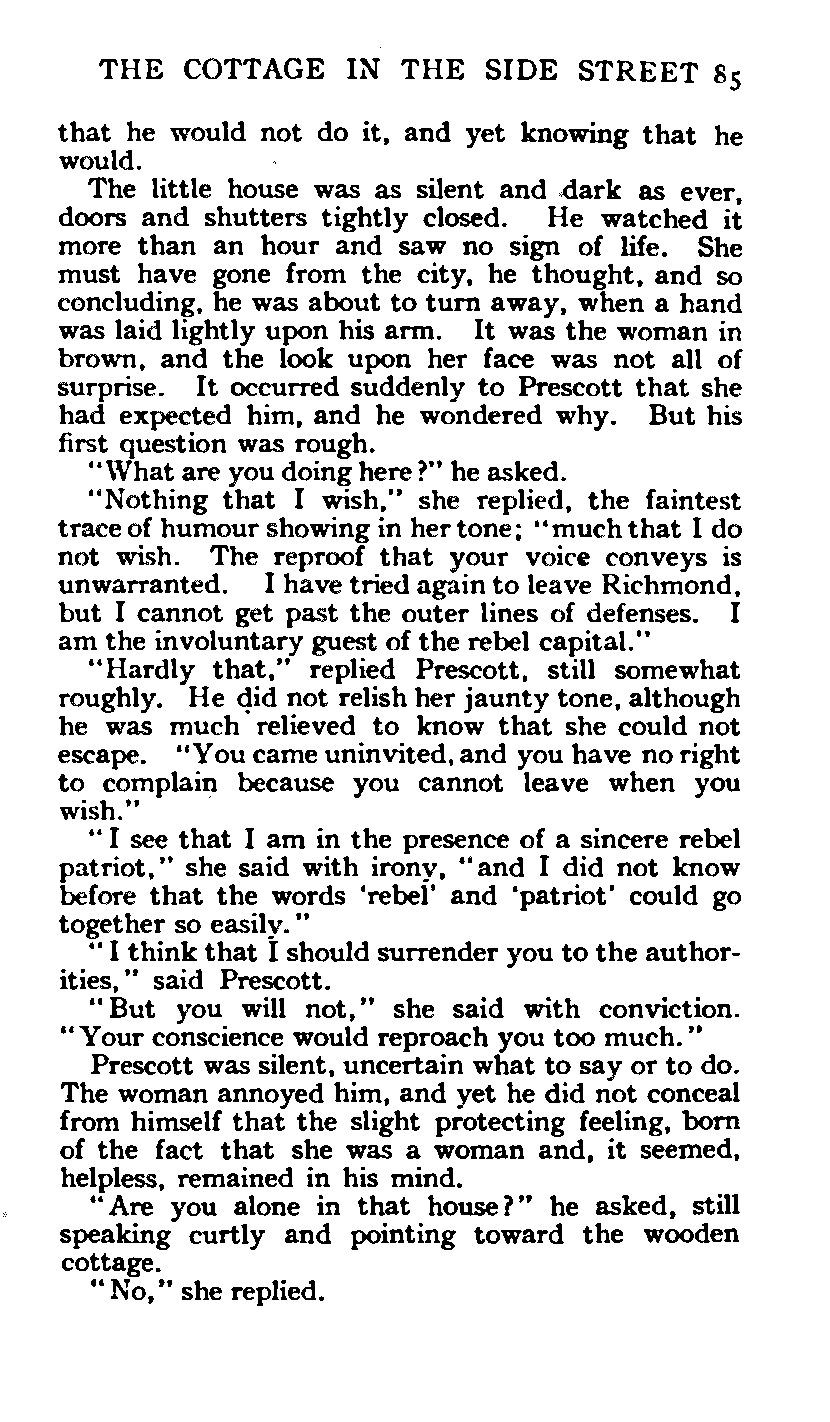 THE COTTAGE IN THE SIDE STREET 85
that he would not do it, and yet knowing that he
would.
The little house was as silent and dark as ever,
doors and shutters tightly closed. He watched it
more than an hour and saw no sign of life. She
must have gone from the city, he thought, and so
concluding, he was about to turn away, when a hand
was laid lightly upon his arm. It was the woman in
brown, and the look upon her face was not all of
surprise. It occurred suddenly to Prescott that she
had expected him, and he wondered why. But his
first question was rough.
"What are you doing here?" he asked.
"Nothing that I wish," she replied, the faintest
trace of humour showing in her tone; "much that I do
not wish. The reproof that your voice conveys is
unwarranted. I have tried again to leave Richmond,
but I cannot get past the outer lines of defenses. I
am the involuntary guest of the rebel capital."
"Hardly that," replied Prescott, still somewhat
roughly. He did not relish her jaunty tone, although
he was much relieved to know that she could not
escape. "You came uninvited, and you have no right
to complain because you cannot leave when you
wish."
"I see that I am in the presence of a sincere rebel
patriot," she said with irony, "and I did not know
before that the words 'rebel' and 'patriot' could go
together so easily."
"I think that I should surrender you to the author-
ities," said Prescott.
"But you will not," she said with conviction.
"Your conscience would reproach you too much."
Prescott was silent, uncertain what to say or to do.
The woman annoyed him, and yet he did not conceal
from himself that the slight protecting feeling, born
of the fact that she was a woman and, it seemed,
helpless, remained in his mind.
"Are you alone in that house?" he asked, still
speaking curtly and pointing toward the wooden
cottage.
"No," she replied.